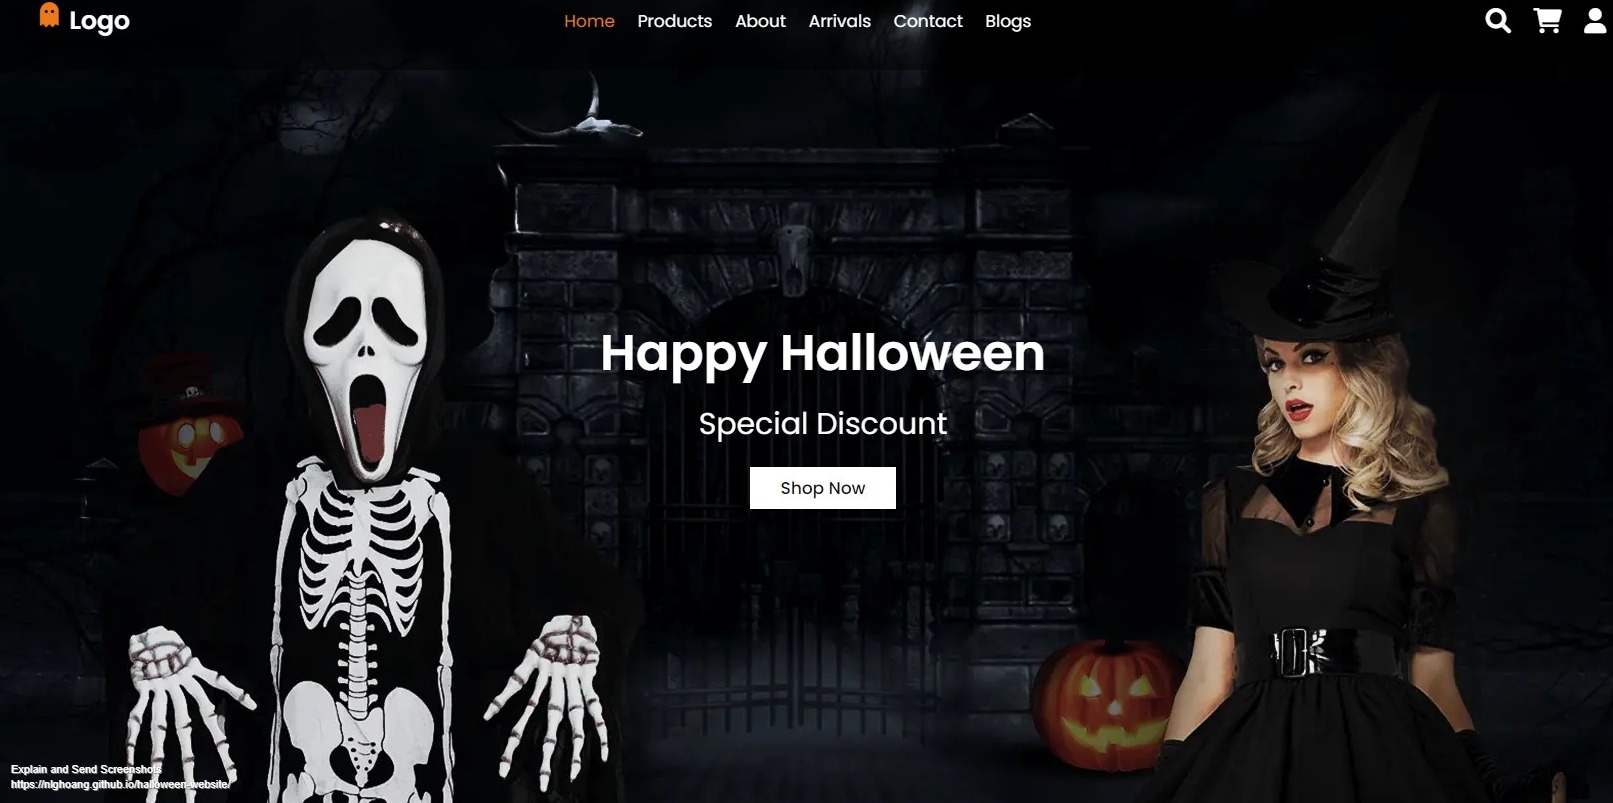 Logo
Home Products About Arrivals Contact Blogs
Happy Halloween
Special Discount
Shop Now
Explain and Send Screenshots
https://nlghoang.github.io/halloween-website/